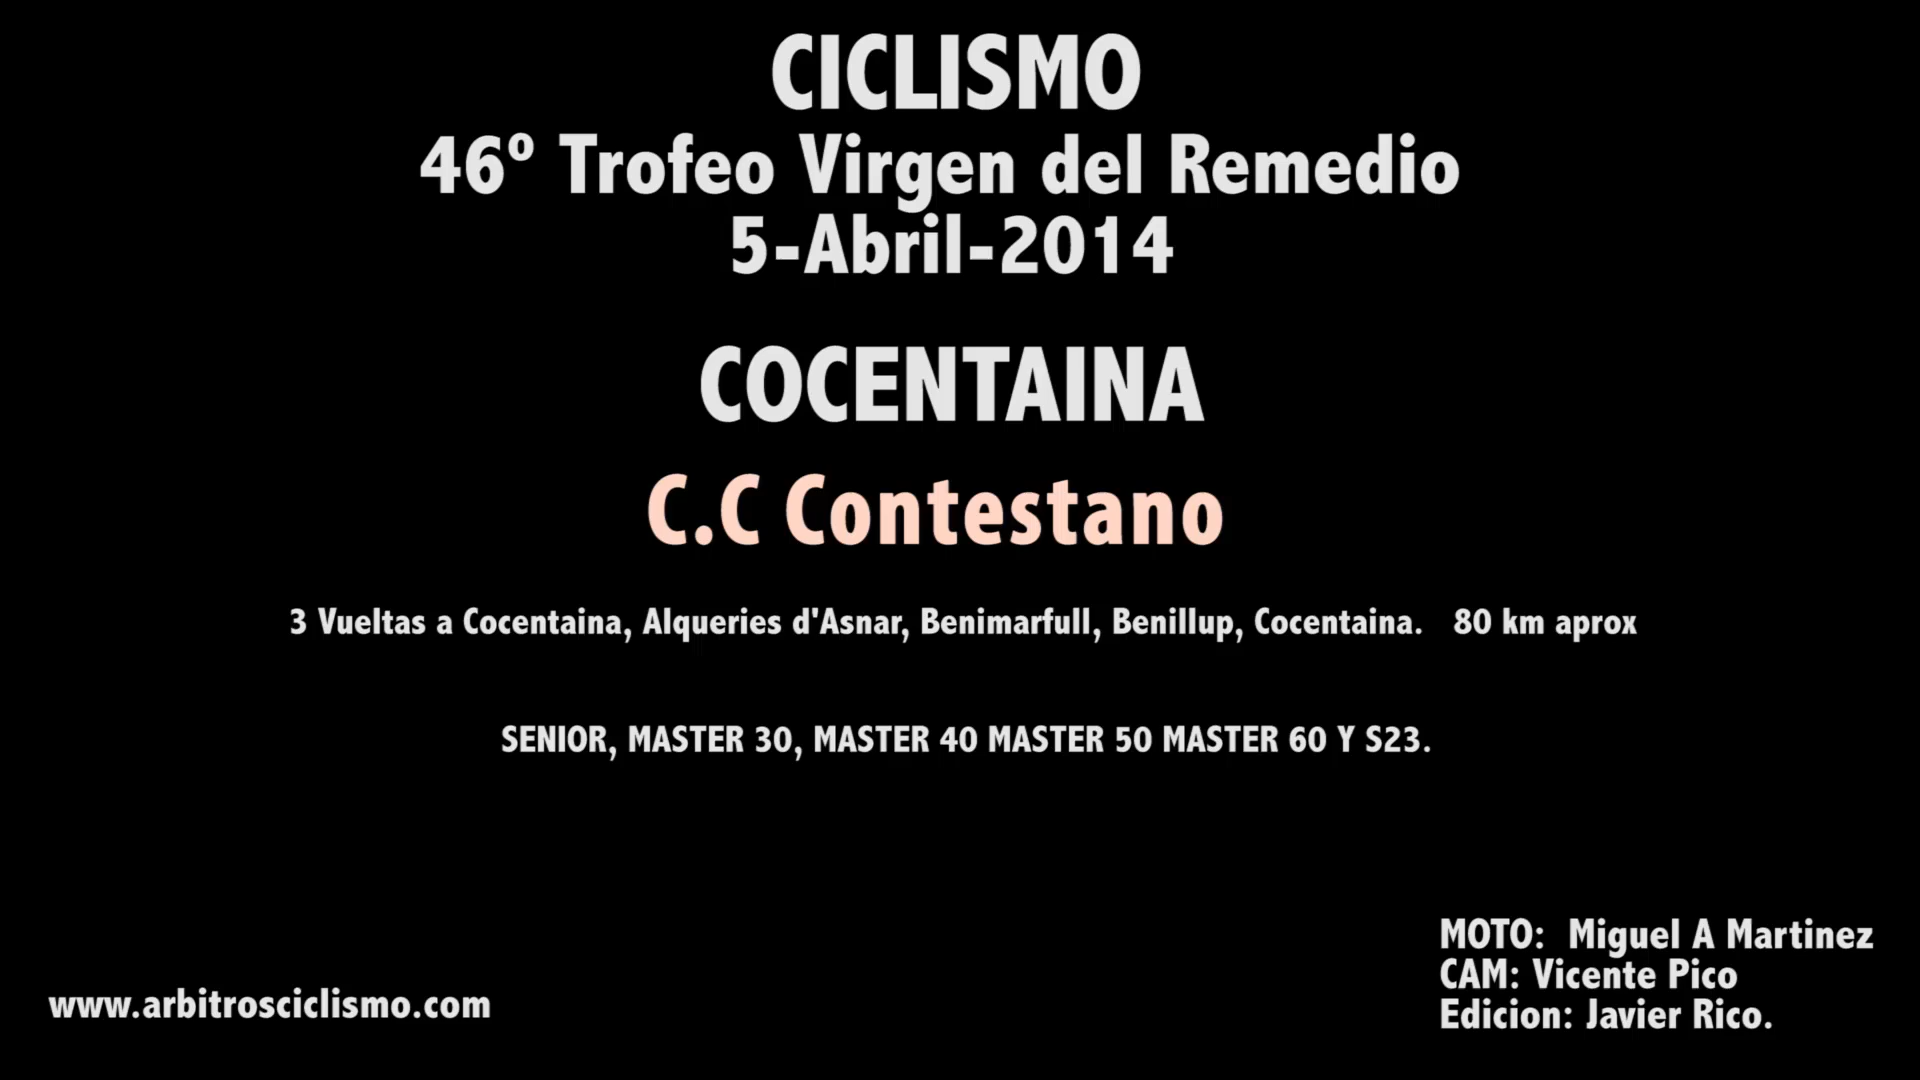 CICLISMO
46º Trofeo Virgen del Remedio
5-Abril-2014
COCENTAINA
C.C Contestano
3 Vueltas a Cocentaina, Alqueries d'Asnar, Benimarfull, Benillup, Cocentaina. 80 km aprox
SENIOR, MASTER 30, MASTER 40 MASTER 50 MASTER 60 Y S23.
MOTO: Miguel A Martinez
CAM: Vicente Pico
Edicion: Javier Rico.
www.arbitrosciclismo.com